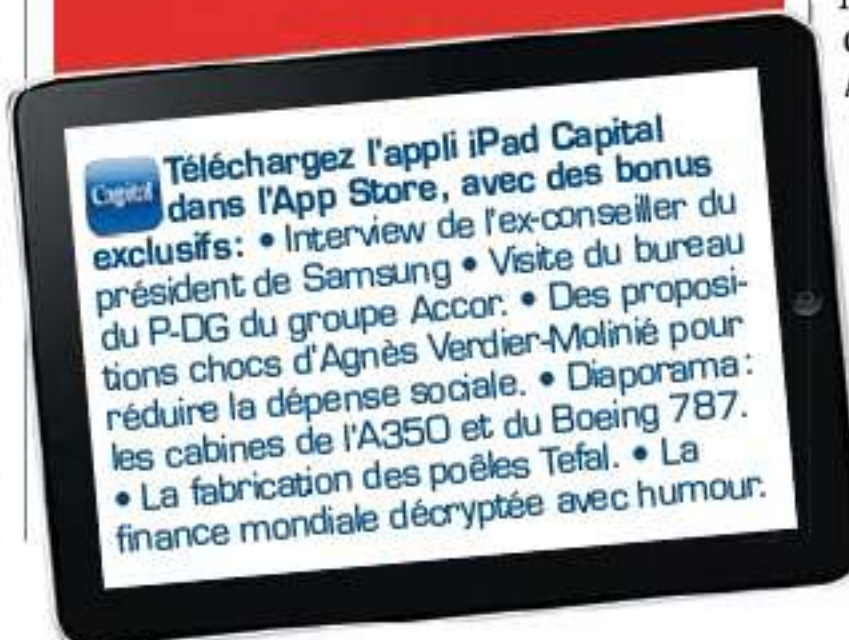 Capital
Téléchargez l'appli iPad Capital
dans l'App Store, avec des bonus
exclusifs: • Interview de l'ex-conseiller du
président de Samsung • Visite du bureau
du P-DG du groupe Accor. • Des proposi-
tions chocs d'Agnès Verdier-Molinié pour
réduire la dépense sociale. • Diaporama :
les cabines de l'A350 et du Boeing 787.
• La fabrication des poêles Tefal. • La
finance mondiale décryptée avec humour.